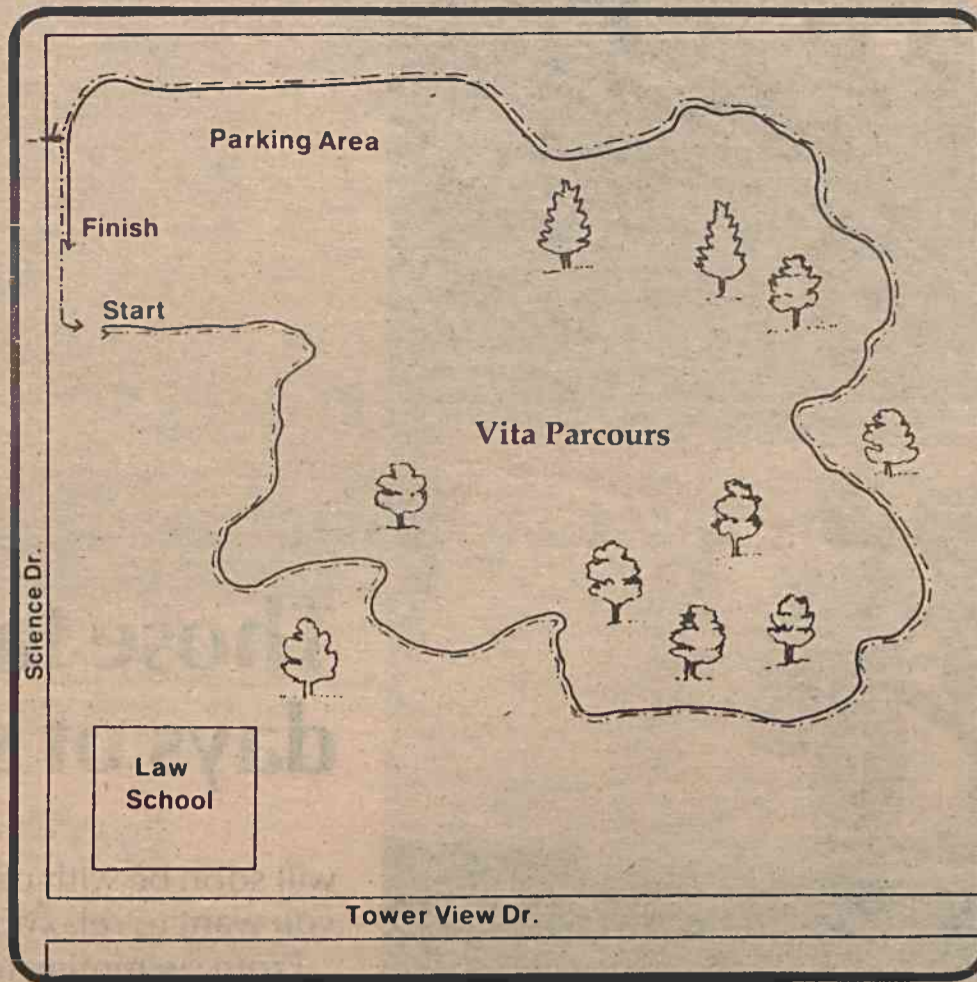 Parking Area
Finish
Start
Vita Parcours
Science Dr.
Law
School
Tower View Dr.